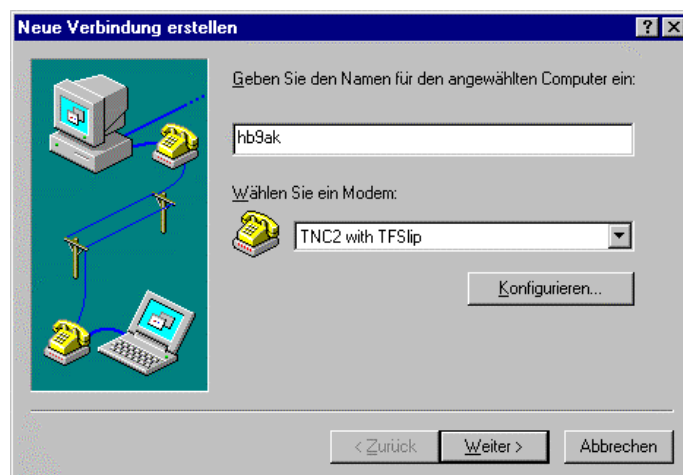 Neue Verbindung erstellen
Geben Sie den Namen für den angewählten Computer ein:
hb9ak
Wählen Sie ein Modem:
TNC2 with TFSlip
Konfigurieren...
< Zurück
Weiter >
Abbrechen